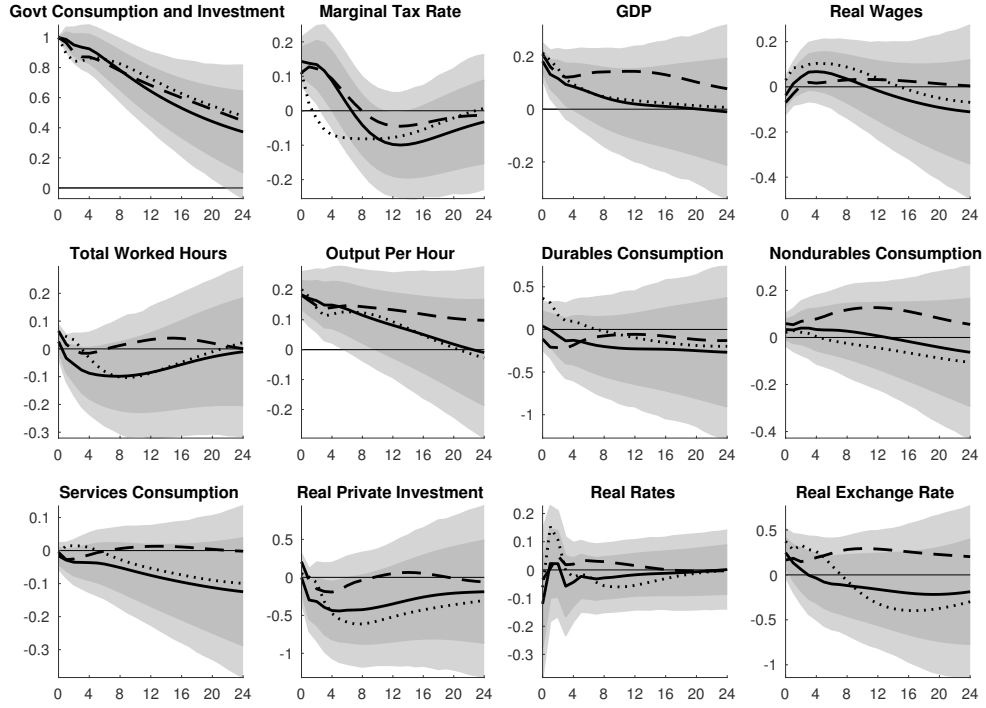 Govt Consumption and Investment
1
0.8
0.6
0.4
0.2
0
0 4 8 12 16 20 24
Marginal Tax Rate
0.2
0.1
0
-0.1
-0.2
0 4 8 12 16 20 24
GDP
0.2
0
-0.2
0 4 8 12 16 20 24
Real Wages
0.2
0
-0.2
-0.4
0 4 8 12 16 20 24
Total Worked Hours
0.2
0.1
0
-0.1
-0.2
-0.3
0 4 8 12 16 20 24
Output Per Hour
0.2
0.1
0
-0.1
-0.2
0 4 8 12 16 20 24
Durables Consumption
0.5
0
-0.5
-1
0 4 8 12 16 20 24
Nondurables Consumption
0.2
0
-0.2
-0.4
0 4 8 12 16 20 24
Services Consumption
0.1
0
-0.1
-0.2
-0.3
0 4 8 12 16 20 24
Real Private Investment
0.5
0
-0.5
-1
0 4 8 12 16 20 24
Real Rates
0.2
0.1
0
-0.1
-0.2
-0.3
0 4 8 12 16 20 24
Real Exchange Rate
0.5
0
-0.5
-1
0 4 8 12 16 20 24